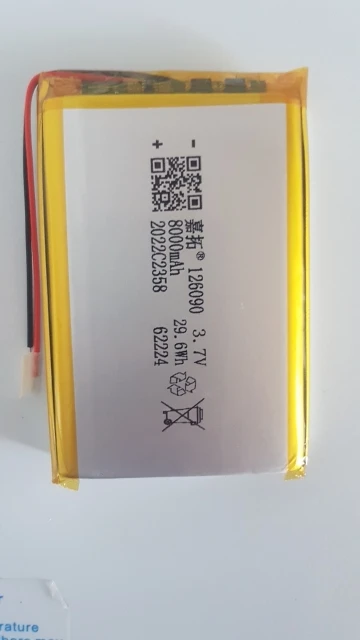 + -
嘉拓® 126090 3.7V
8000mAh 29.6Wh
2022C2358 62224
rature